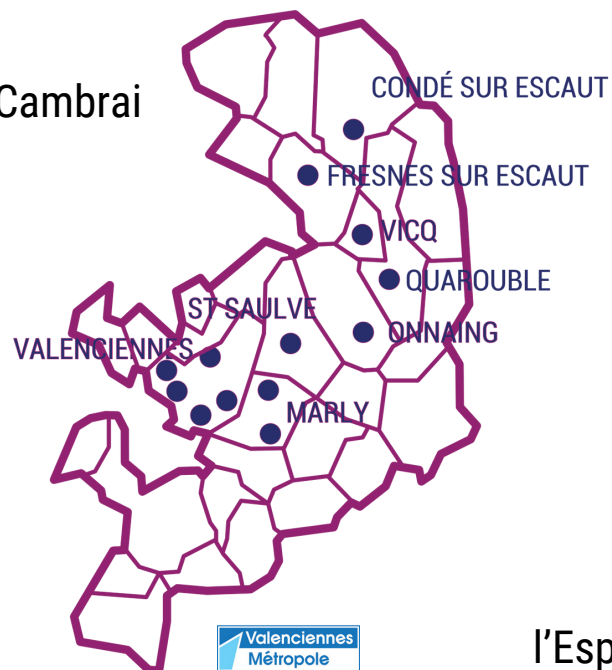 Cambrai
CONDÉ SUR ESCAUT
FRESNES SUR ESCAUT
VICQ
QUAROUBLE
ST SAULVE
ONNAING
VALENCIENNES
MARLY
Valenciennes
Métropole
l'Esp